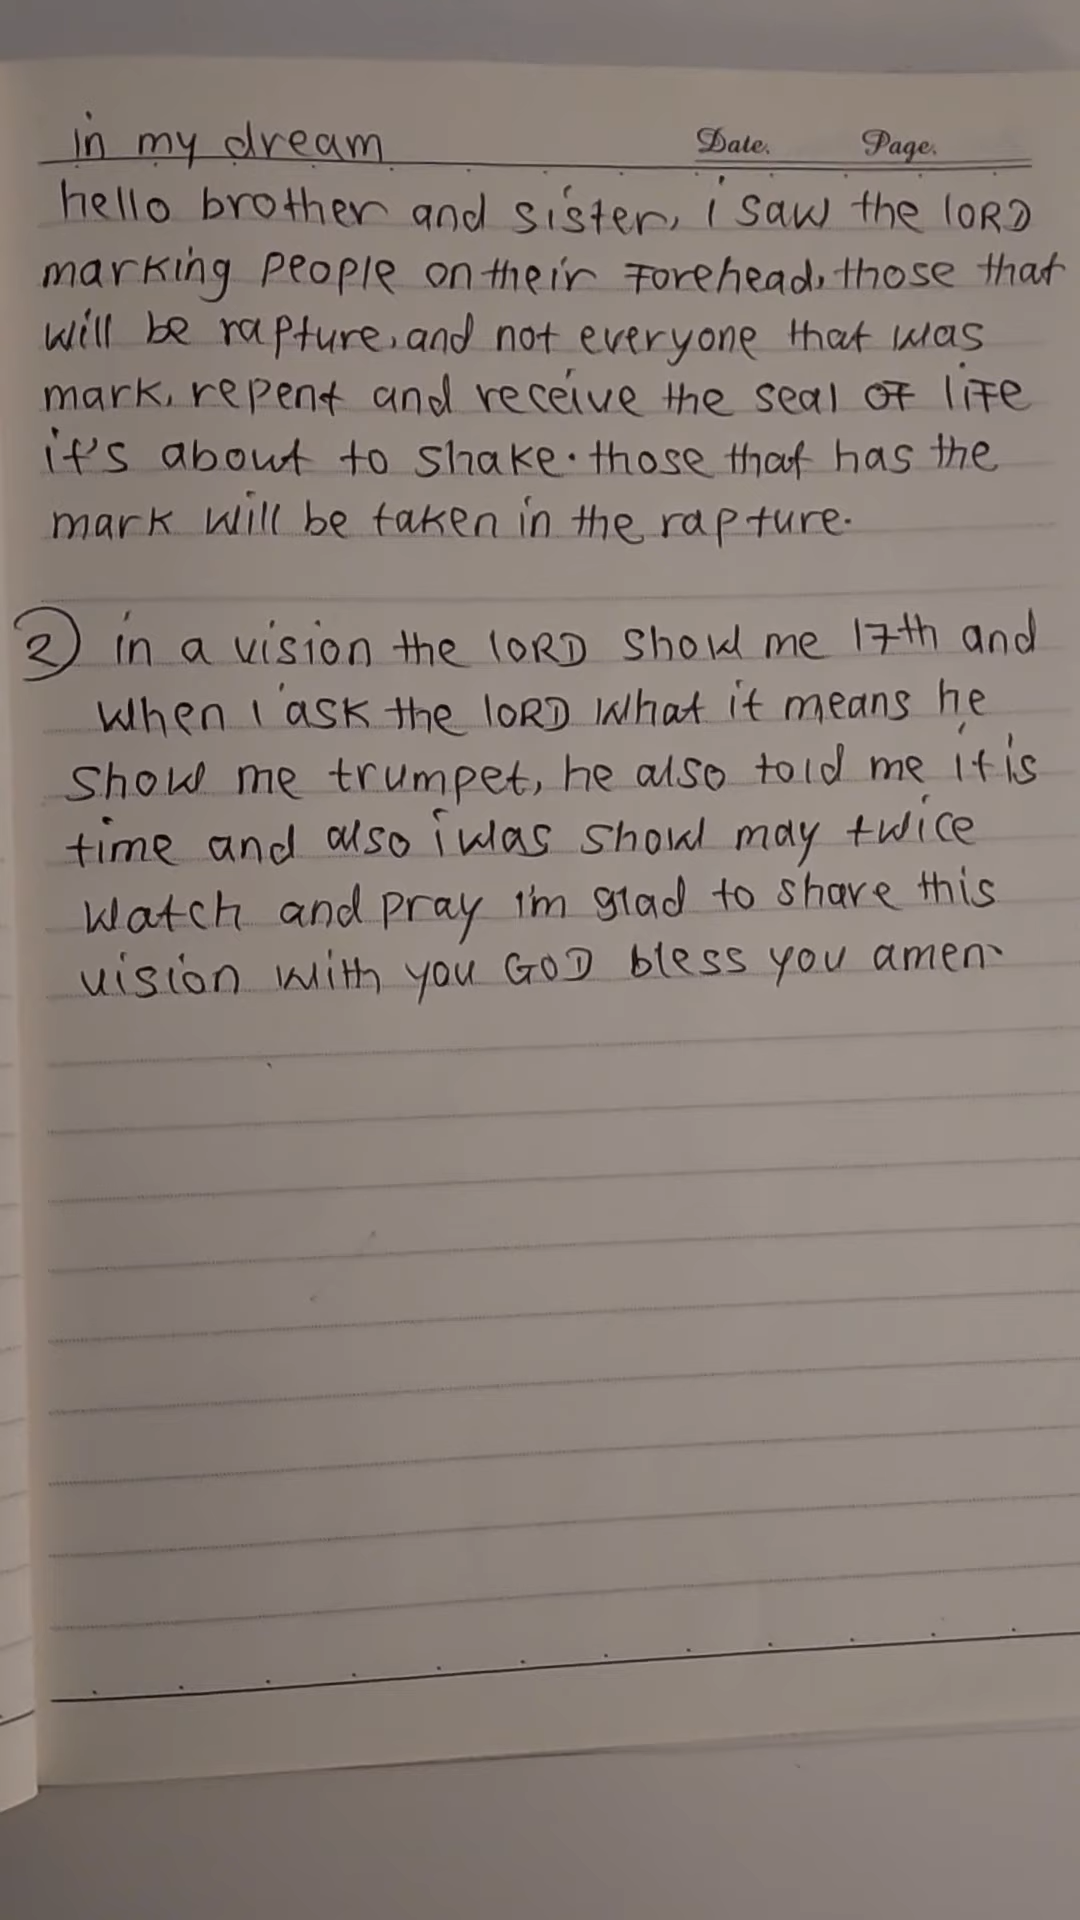 in my dream Date. Page.
hello brother and sister, i saw the lORD
marking people on their Forehead, those that
will be rapture, and not everyone that was
mark, repent and receive the seal OF liFe
it's about to shake. those that has the
mark will be taken in the rapture.
2 in a vision the lORD show me 17th and
when i ask the lORD what it means he
show me trumpet, he also told me it is
time and also i was show may twice
watch and pray i'm glad to share this
vision with you GOD bless you amen.